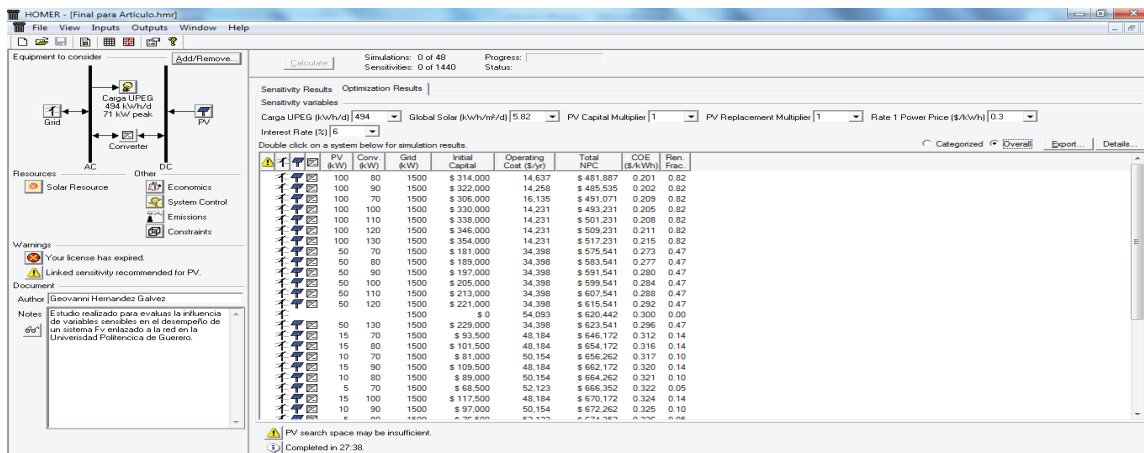 HOMER - [Final para Artículo.hmr]
File View Inputs Outputs Window Help
Equipment to consider
Add/Remove...
Carga UPEG
494 kWh/d
71 kW peak
Grid
PV
Converter
AC DC
Resources Other
Solar Resource
Economics
System Control
Emissions
Constraints
Warnings
Your license has expired.
Linked sensitivity recommended for PV.
Document
Author Geovanni Hernandez Galvez
Notes Estudio realizado para evaluas la influencia
de variables sensibles en el desempeño de
un sistema Fv enlazado a la red en la
Univerisdad Politencica de Guerero.
Calculate
Simulations: 0 of 48 Progress:
Sensitivities: 0 of 1440 Status:
Sensitivity Results Optimization Results
Sensitivity variables
Carga UPEG (kWh/d) 494 Global Solar (kWh/m²/d) 5.82 PV Capital Multiplier 1 PV Replacement Multiplier 1 Rate 1 Power Price ($/kWh) 0.3
Interest Rate (%) 6
Double click on a system below for simulation results.
Categorized Overall Export... Details...
PV (kW) Conv. (kW) Grid (kW) Initial Capital Operating Cost ($/yr) Total NPC COE ($/kWh) Ren. Frac.
100 80 1500 $ 314,000 14,637 $ 481,887 0.201 0.82
100 90 1500 $ 322,000 14,258 $ 485,535 0.202 0.82
100 70 1500 $ 306,000 16,135 $ 491,071 0.209 0.82
100 100 1500 $ 330,000 14,231 $ 493,231 0.205 0.82
100 110 1500 $ 338,000 14,231 $ 501,231 0.208 0.82
100 120 1500 $ 346,000 14,231 $ 509,231 0.211 0.82
100 130 1500 $ 354,000 14,231 $ 517,231 0.215 0.82
50 70 1500 $ 181,000 34,398 $ 575,541 0.273 0.47
50 80 1500 $ 189,000 34,398 $ 583,541 0.277 0.47
50 90 1500 $ 197,000 34,398 $ 591,541 0.280 0.47
50 100 1500 $ 205,000 34,398 $ 599,541 0.284 0.47
50 110 1500 $ 213,000 34,398 $ 607,541 0.288 0.47
50 120 1500 $ 221,000 34,398 $ 615,541 0.292 0.47
1500 $ 0 54,093 $ 620,442 0.300 0.00
50 130 1500 $ 229,000 34,398 $ 623,541 0.296 0.47
15 70 1500 $ 93,500 48,184 $ 646,172 0.312 0.14
15 80 1500 $ 101,500 48,184 $ 654,172 0.316 0.14
10 70 1500 $ 81,000 50,154 $ 656,262 0.317 0.10
15 90 1500 $ 109,500 48,184 $ 662,172 0.320 0.14
10 80 1500 $ 89,000 50,154 $ 664,262 0.321 0.10
5 70 1500 $ 68,500 52,123 $ 666,352 0.322 0.05
15 100 1500 $ 117,500 48,184 $ 670,172 0.324 0.14
10 90 1500 $ 97,000 50,154 $ 672,262 0.325 0.10
PV search space may be insufficient.
Completed in 27:38.